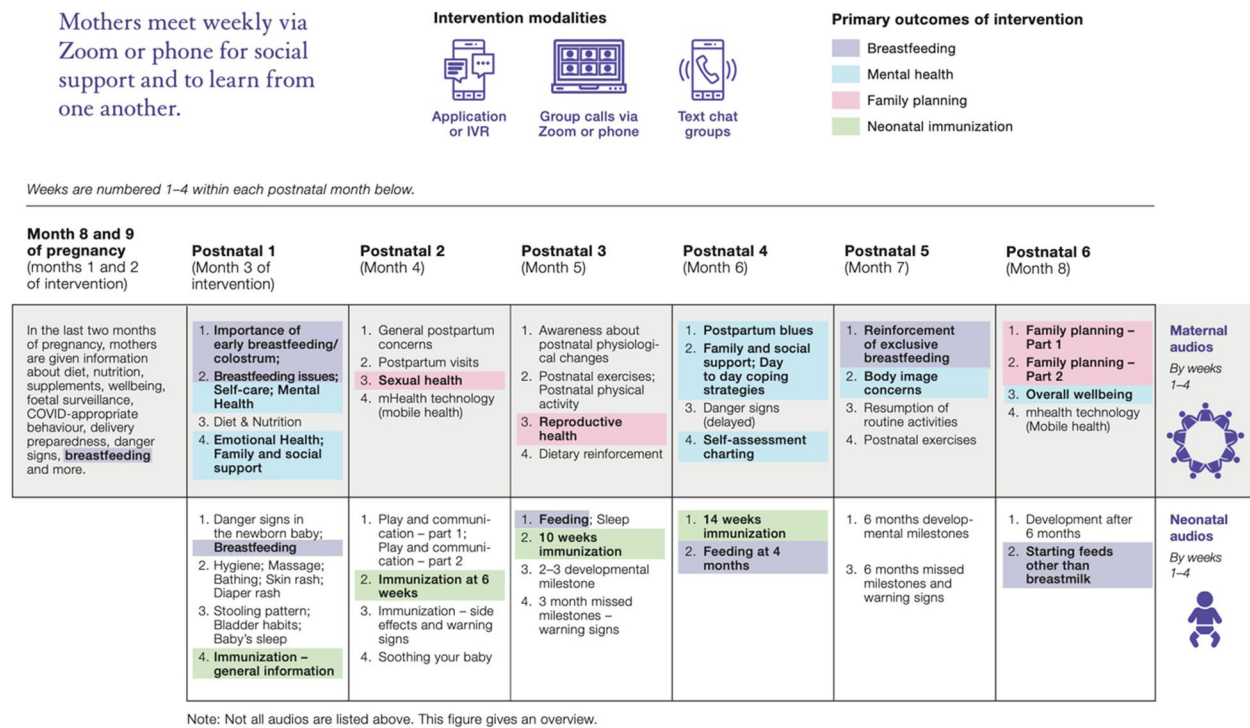 Mothers meet weekly via
Zoom or phone for social
support and to learn from
one another.
Intervention modalities
Application
or IVR
Group calls via
Zoom or phone
Text chat
groups
Primary outcomes of intervention
Breastfeeding
Mental health
Family planning
Neonatal immunization
Weeks are numbered 1–4 within each postnatal month below.
Month 8 and 9
of pregnancy
(months 1 and 2
of intervention)
Postnatal 1
(Month 3 of
intervention)
Postnatal 2
(Month 4)
Postnatal 3
(Month 5)
Postnatal 4
(Month 6)
Postnatal 5
(Month 7)
Postnatal 6
(Month 8)
In the last two months
of pregnancy, mothers
are given information
about diet, nutrition,
supplements, wellbeing,
foetal surveillance,
COVID-appropriate
behaviour, delivery
preparedness, danger
signs, breastfeeding
and more.
1. Importance of
early breastfeeding/
colostrum;
2. Breastfeeding issues;
Self-care; Mental
Health
3. Diet & Nutrition
4. Emotional Health;
Family and social
support
1. General postpartum
concerns
2. Postpartum visits
3. Sexual health
4. mHealth technology
(mobile health)
1. Awareness about
postnatal physiolog-
ical changes
2. Postnatal exercises;
Postnatal physical
activity
3. Reproductive
health
4. Dietary reinforcement
1. Postpartum blues
2. Family and social
support; Day
to day coping
strategies
3. Danger signs
(delayed)
4. Self-assessment
charting
1. Reinforcement
of exclusive
breastfeeding
2. Body image
concerns
3. Resumption of
routine activities
4. Postnatal exercises
1. Family planning –
Part 1
2. Family planning –
Part 2
3. Overall wellbeing
4. mhealth technology
(Mobile health)
Maternal
audios
By weeks
1–4
1. Danger signs in
the newborn baby;
Breastfeeding
2. Hygiene; Massage;
Bathing; Skin rash;
Diaper rash
3. Stooling pattern;
Bladder habits;
Baby's sleep
4. Immunization –
general information
1. Play and communi-
cation – part 1;
Play and communi-
cation – part 2
2. Immunization at 6
weeks
3. Immunization – side
effects and warning
signs
4. Soothing your baby
1. Feeding; Sleep
2. 10 weeks
immunization
3. 2–3 developmental
milestone
4. 3 month missed
milestones –
warning signs
1. 14 weeks
immunization
2. Feeding at 4
months
1. 6 months develop-
mental milestones
3. 6 months missed
milestones and
warning signs
1. Development after
6 months
2. Starting feeds
other than
breastmilk
Neonatal
audios
By weeks
1–4
Note: Not all audios are listed above. This figure gives an overview.